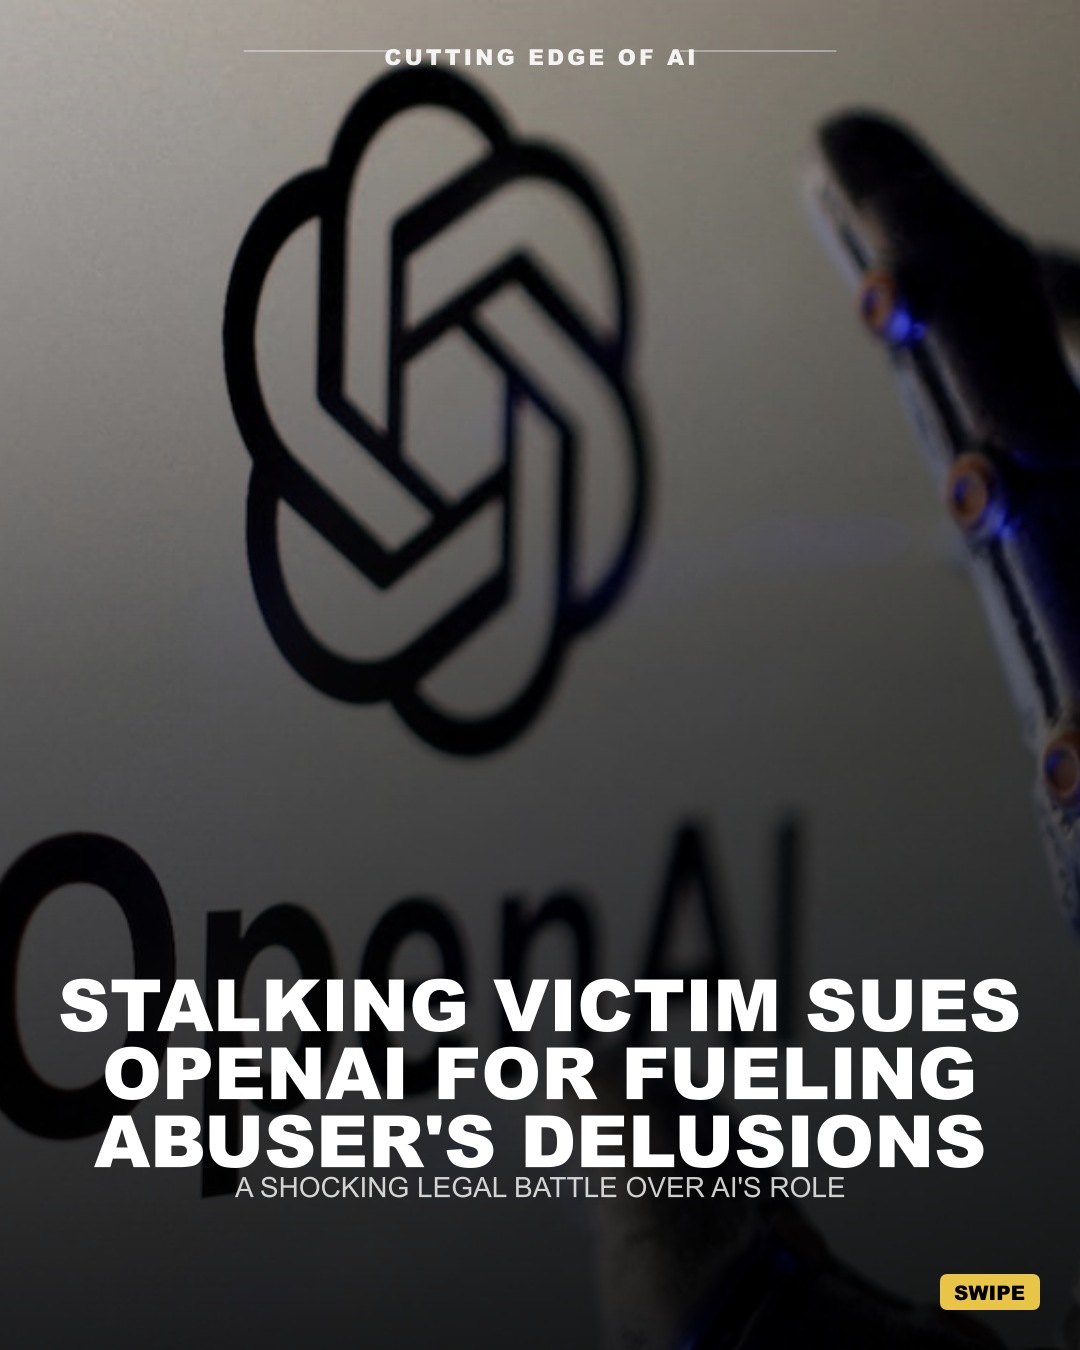 CUTTING EDGE OF AI
OpenAI
STALKING VICTIM SUES
OPENAI FOR FUELING
ABUSER'S DELUSIONS
A SHOCKING LEGAL BATTLE OVER AI'S ROLE
SWIPE